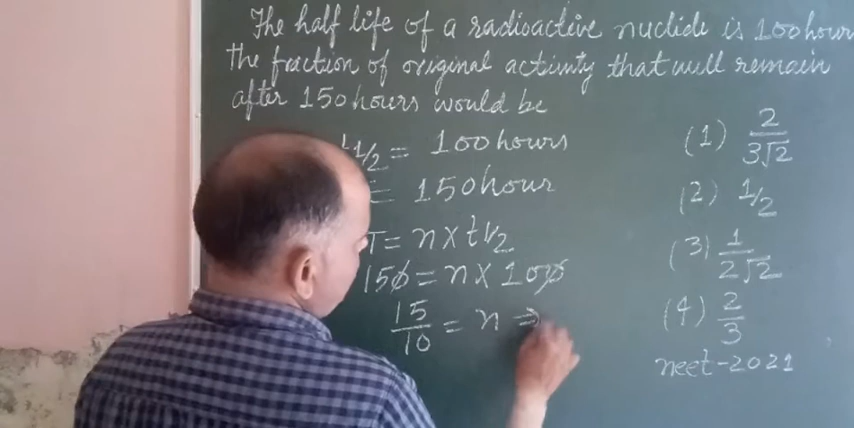 The half life of a radioactive nuclide is 100 hours
the fraction of original activity that will remain
after 150 hours would be
t1/2 = 100 hours
= 150 hour
T = n × t1/2
150 = n × 100
15/10 = n ⇒
(1) 2/3√2
(2) 1/2
(3) 1/2√2
(4) 2/3
neet-2021